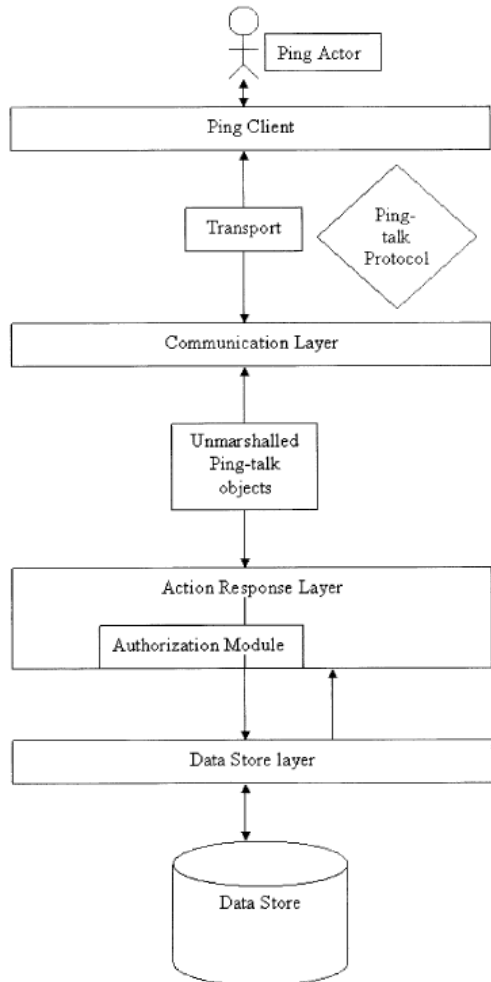 Ping Actor
Ping Client
Transport
Ping-
talk
Protocol
Communication Layer
Unmarshalled
Ping-talk
objects
Action Response Layer
Authorization Module
Data Store layer
Data Store